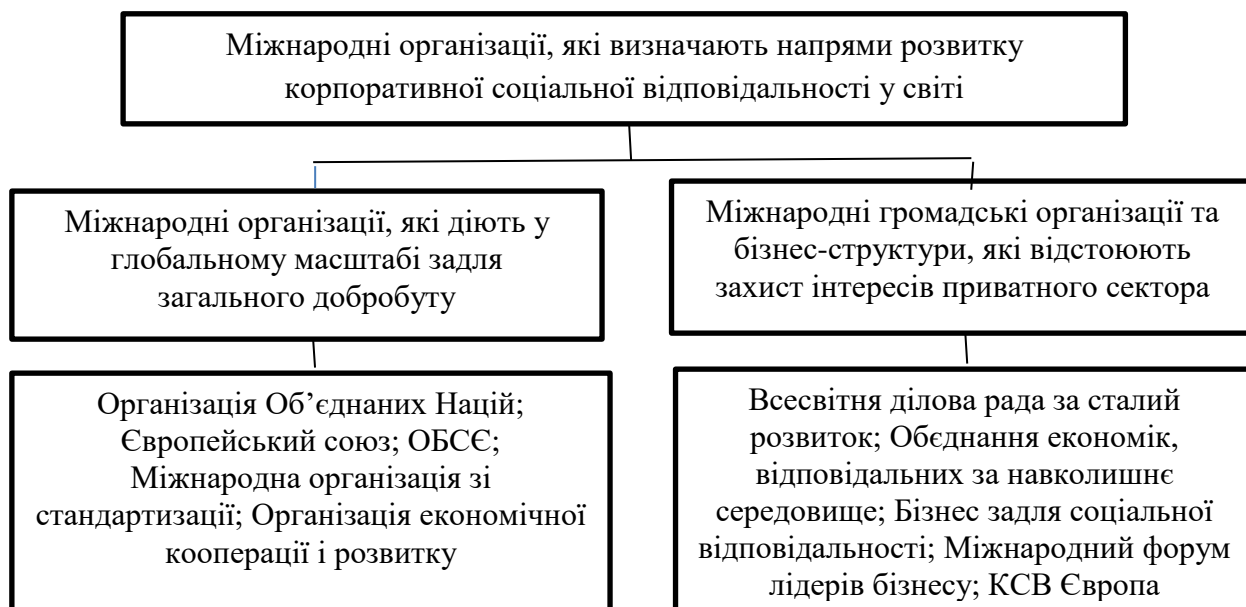 Міжнародні організації, які визначають напрями розвитку
корпоративної соціальної відповідальності у світі
Міжнародні організації, які діють у
глобальному масштабі задля
загального добробуту
Міжнародні громадські організації та
бізнес-структури, які відстоюють
захист інтересів приватного сектора
Організація Об’єднаних Націй;
Європейський союз; ОБСЄ;
Міжнародна організація зі
стандартизації; Організація економічної
кооперації і розвитку
Всесвітня ділова рада за сталий
розвиток; Обєднання економік,
відповідальних за навколишнє
середовище; Бізнес задля соціальної
відповідальності; Міжнародний форум
лідерів бізнесу; КСВ Європа